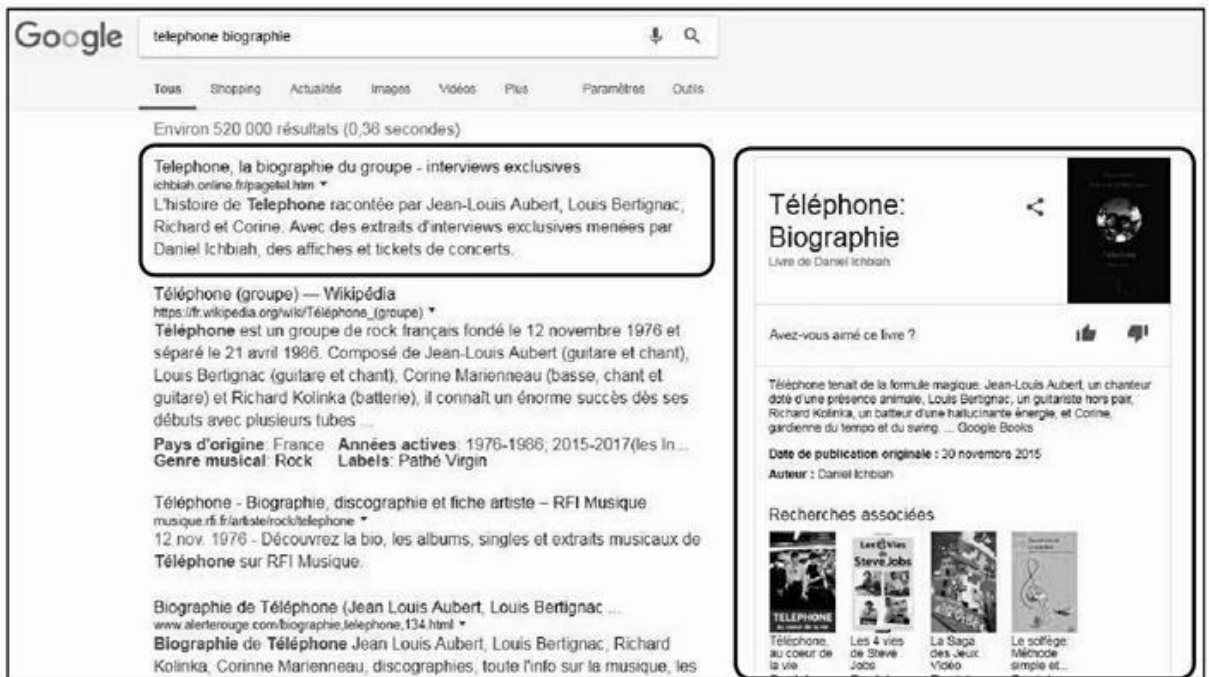 Google
telephone biographie
Tous Shopping Actualités Images Vidéos Plus Paramètres Outils
Environ 520 000 résultats (0,36 secondes)
Telephone, la biographie du groupe - interviews exclusives
ichbiah.online.fr/pagetel.htm
L'histoire de Telephone racontée par Jean-Louis Aubert, Louis Bertignac,
Richard et Corine. Avec des extraits d'interviews exclusives menées par
Daniel Ichbiah, des affiches et tickets de concerts.
Téléphone (groupe) — Wikipédia
https://fr.wikipedia.org/wiki/Téléphone_(groupe)
Téléphone est un groupe de rock français fondé le 12 novembre 1976 et
séparé le 21 avril 1986. Composé de Jean-Louis Aubert (guitare et chant),
Louis Bertignac (guitare et chant), Corine Marienneau (basse, chant et
guitare) et Richard Kolinka (batterie), il connaît un énorme succès dès ses
débuts avec plusieurs tubes ...
Pays d'origine: France Années actives: 1976-1986; 2015-2017(les In...
Genre musical: Rock Labels: Pathé Virgin
Téléphone - Biographie, discographie et fiche artiste – RFI Musique
musique.rfi.fr/artiste/rock/telephone
12 nov. 1976 - Découvrez la bio, les albums, singles et extraits musicaux de
Téléphone sur RFI Musique.
Biographie de Téléphone (Jean Louis Aubert, Louis Bertignac ...
www.alerterouge.com/biographie,telephone,134.html
Biographie de Téléphone Jean Louis Aubert, Louis Bertignac, Richard
Kolinka, Corinne Marienneau, discographies, toute l'info sur la musique, les
Téléphone:
Biographie
Livre de Daniel Ichbiah
Avez-vous aimé ce livre ?
Téléphone tenait de la formule magique. Jean-Louis Aubert, un chanteur
doté d'une présence animale, Louis Bertignac, un guitariste hors pair,
Richard Kolinka, un batteur d'une hallucinante énergie, et Corine,
gardienne du tempo et du swing. ... Google Books
Date de publication originale : 30 novembre 2015
Auteur : Daniel Ichbiah
Recherches associées
TELEPHONE
au coeur de la vie
Les 4 Vies
de
Steve Jobs
Téléphone,
au coeur de
la vie
Les 4 vies
de Steve
Jobs
La Saga
des Jeux
Vidéo
Le solfège:
Méthode
simple et...